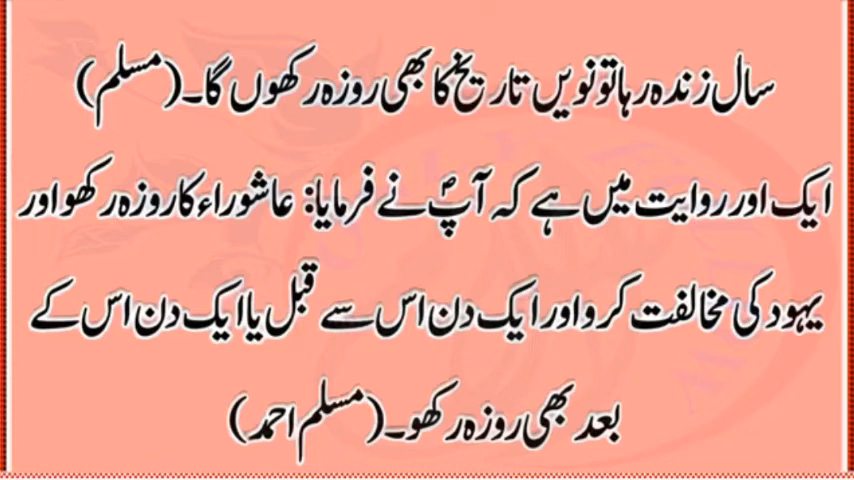 سال زندہ رہا تو نویں تاریخ کا بھی روزہ رکھوں گا۔ (مسلم)
ایک اور روایت میں ہے کہ آپؐ نے فرمایا: عاشوراء کا روزہ رکھو اور
یہود کی مخالفت کرو اور ایک دن اس سے قبل یا ایک دن اس کے
بعد بھی روزہ رکھو۔ (مسلم احمد)